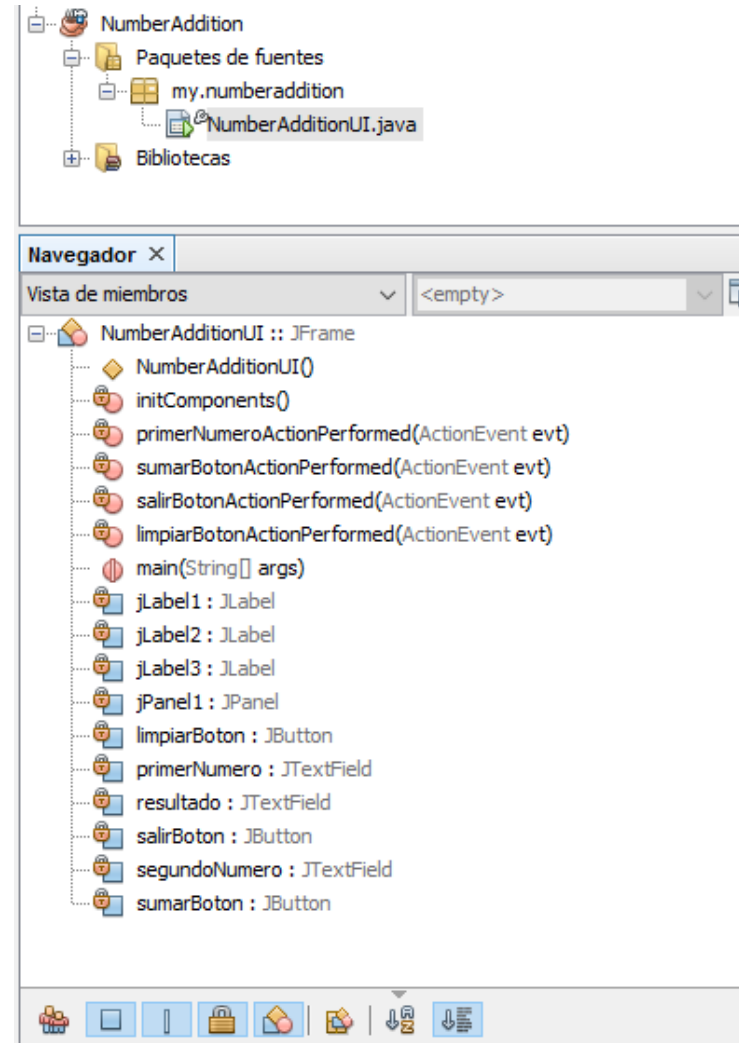 NumberAddition
Paquetes de fuentes
my.numberaddition
NumberAdditionUI.java
Bibliotecas
Navegador ×
Vista de miembros <empty>
NumberAdditionUI :: JFrame
NumberAdditionUI()
initComponents()
primerNumeroActionPerformed(ActionEvent evt)
sumarBotonActionPerformed(ActionEvent evt)
salirBotonActionPerformed(ActionEvent evt)
limpiarBotonActionPerformed(ActionEvent evt)
main(String[] args)
jLabel1 : JLabel
jLabel2 : JLabel
jLabel3 : JLabel
jPanel1 : JPanel
limpiarBoton : JButton
primerNumero : JTextField
resultado : JTextField
salirBoton : JButton
segundoNumero : JTextField
sumarBoton : JButton